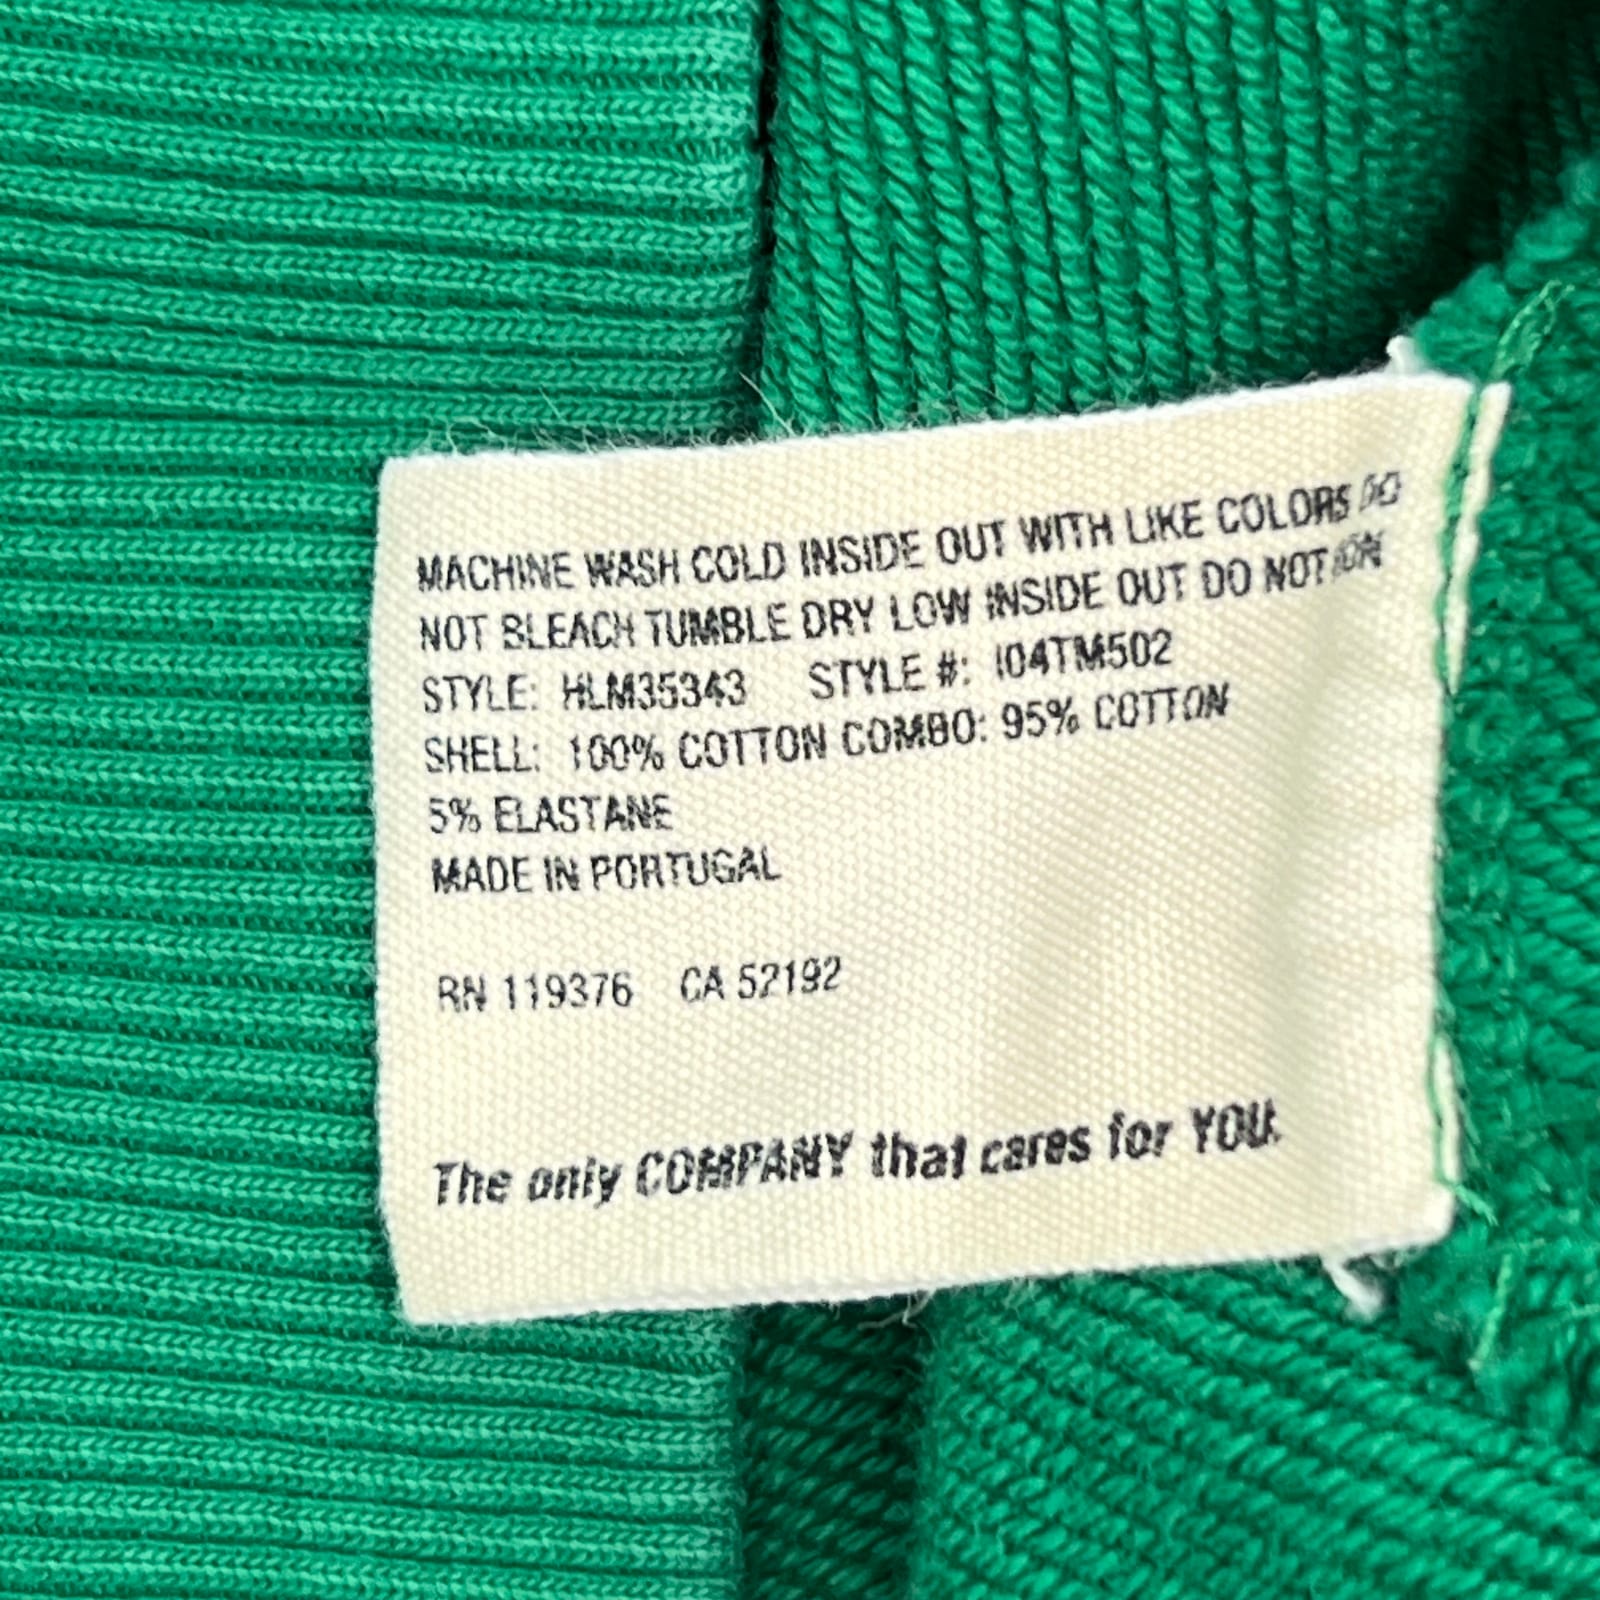 MACHINE WASH COLD INSIDE OUT WITH LIKE COLORS DO
NOT BLEACH TUMBLE DRY LOW INSIDE OUT DO NOT IRON
STYLE: HLM35343 STYLE #: I04TM502
SHELL: 100% COTTON COMBO: 95% COTTON
5% ELASTANE
MADE IN PORTUGAL
RN 119376 CA 52192
The only COMPANY that cares for YOU.